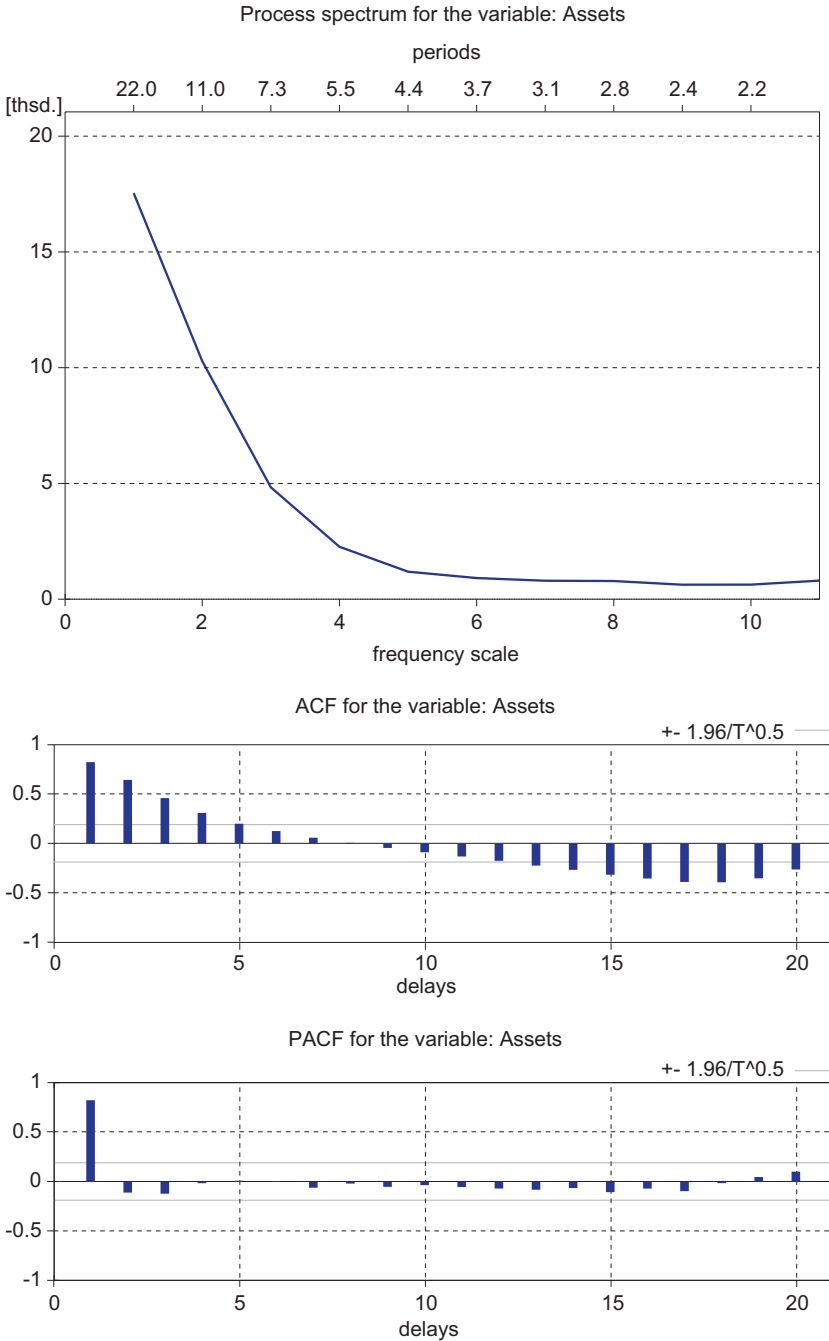 Process spectrum for the variable: Assets
periods
22.0 11.0 7.3 5.5 4.4 3.7 3.1 2.8 2.4 2.2
[thsd.]
20
15
10
5
0
0 2 4 6 8 10
frequency scale
ACF for the variable: Assets
+- 1.96/T^0.5
1
0.5
0
-0.5
-1
0 5 10 15 20
delays
PACF for the variable: Assets
+- 1.96/T^0.5
1
0.5
0
-0.5
-1
0 5 10 15 20
delays